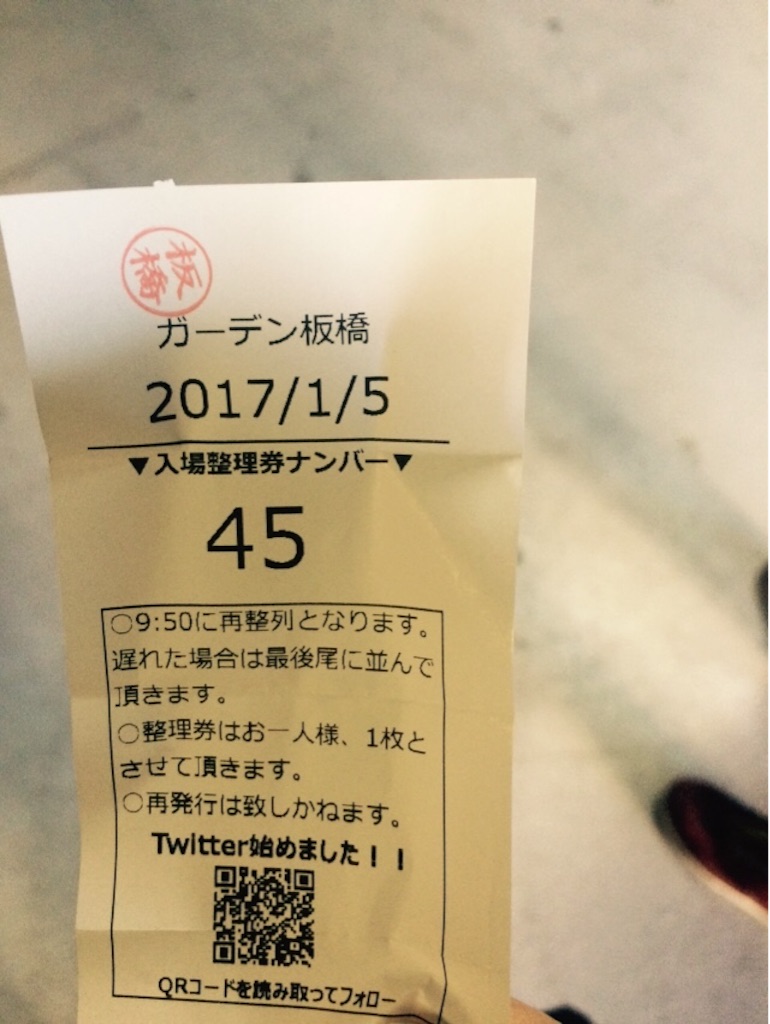 板橋
ガーデン板橋
2017/1/5
▼入場整理券ナンバー▼
45
○9:50に再整列となります。
遅れた場合は最後尾に並んで
頂きます。
○整理券はお一人様、1枚と
させて頂きます。
○再発行は致しかねます。
Twitter始めました！！
QRコードを読み取ってフォロー